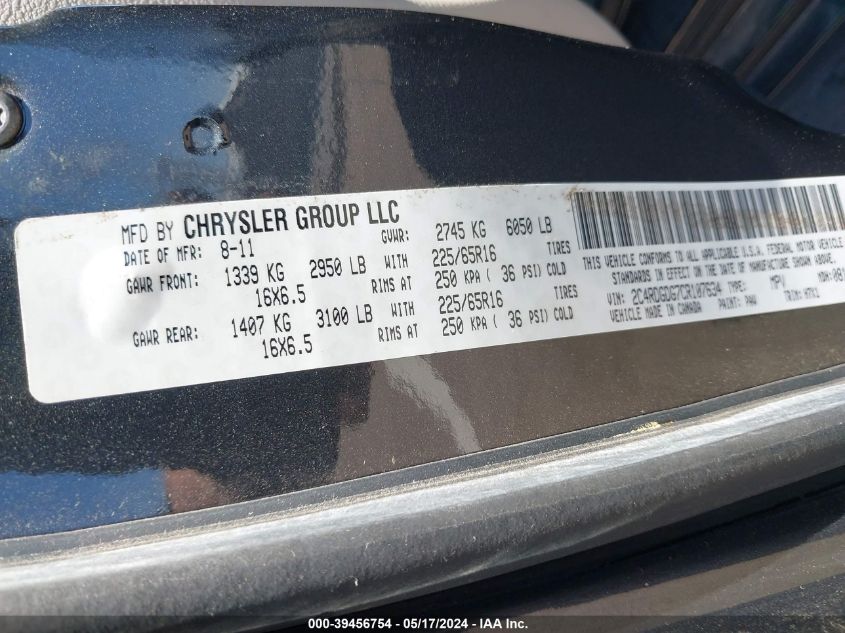 MFD BY CHRYSLER GROUP LLC
DATE OF MFR: 8-11 GVWR: 2745 KG 6050 LB
GAWR FRONT: 1339 KG 2950 LB WITH 225/65R16 TIRES
16X6.5 RIMS AT 250 KPA ( 36 PSI) COLD
GAWR REAR: 1407 KG 3100 LB WITH 225/65R16 TIRES
16X6.5 RIMS AT 250 KPA ( 36 PSI) COLD
THIS VEHICLE CONFORMS TO ALL APPLICABLE U.S.A. FEDERAL MOTOR VEHICLE
STANDARDS IN EFFECT ON THE DATE OF MANUFACTURE SHOWN ABOVE.
VIN: TYPE: MPV
VEHICLE MADE IN CANADA PAINT: TRIM:
000-39456754 — 05/17/2024 — IAA Inc.